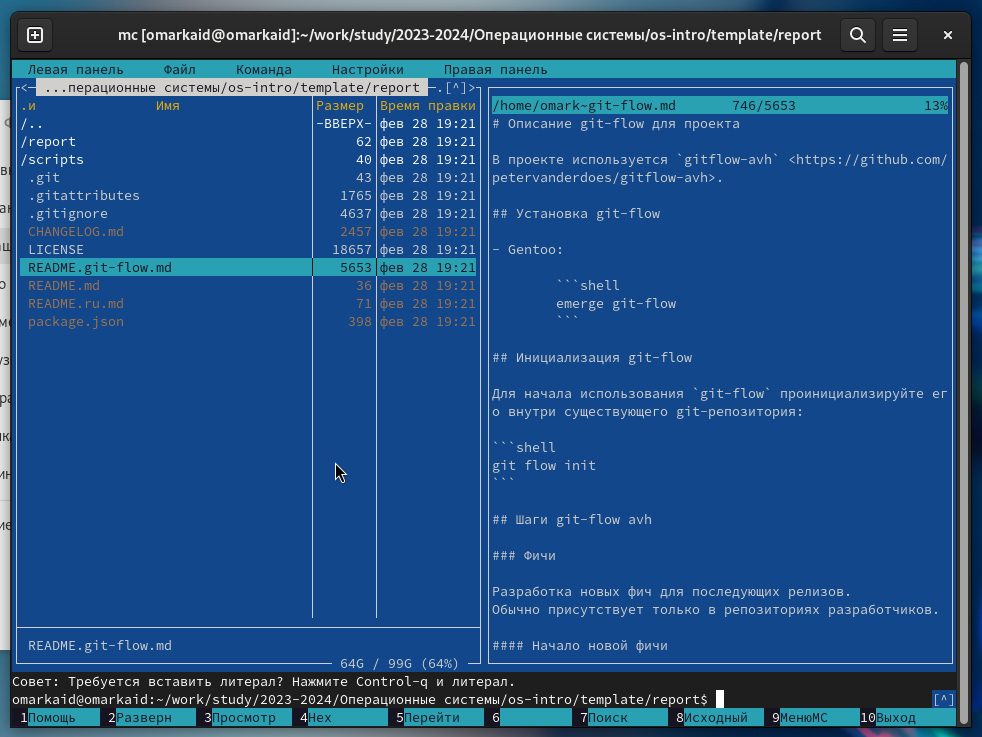 mc [omarkaid@omarkaid]:~/work/study/2023-2024/Операционные системы/os-intro/template/report
Левая панель Файл Команда Настройки Правая панель
<─ ...перационные системы/os-intro/template/report ─.[^]>
.и Имя Размер Время правки
/.. -ВВЕРХ- фев 28 19:21
/report 62 фев 28 19:21
/scripts 40 фев 28 19:21
.git 43 фев 28 19:21
.gitattributes 1765 фев 28 19:21
.gitignore 4637 фев 28 19:21
CHANGELOG.md 2457 фев 28 19:21
LICENSE 18657 фев 28 19:21
README.git-flow.md 5653 фев 28 19:21
README.md 36 фев 28 19:21
README.ru.md 71 фев 28 19:21
package.json 398 фев 28 19:21
README.git-flow.md
64G / 99G (64%)
/home/omark~git-flow.md 746/5653 13%
# Описание git-flow для проекта
В проекте используется `gitflow-avh` <https://github.com/
petervanderdoes/gitflow-avh>.
## Установка git-flow
- Gentoo:
```shell
emerge git-flow
```
## Инициализация git-flow
Для начала использования `git-flow` проинициализируйте ег
о внутри существующего git-репозитория:
```shell
git flow init
```
## Шаги git-flow avh
### Фичи
Разработка новых фич для последующих релизов.
Обычно присутствует только в репозиториях разработчиков.
#### Начало новой фичи
Совет: Требуется вставить литерал? Нажмите Control-q и литерал.
omarkaid@omarkaid:~/work/study/2023-2024/Операционные системы/os-intro/template/report$ [^]
1Помощь 2Разверн 3Просмотр 4Hex 5Перейти 6 7Поиск 8Исходный 9МенюMC 10Выход